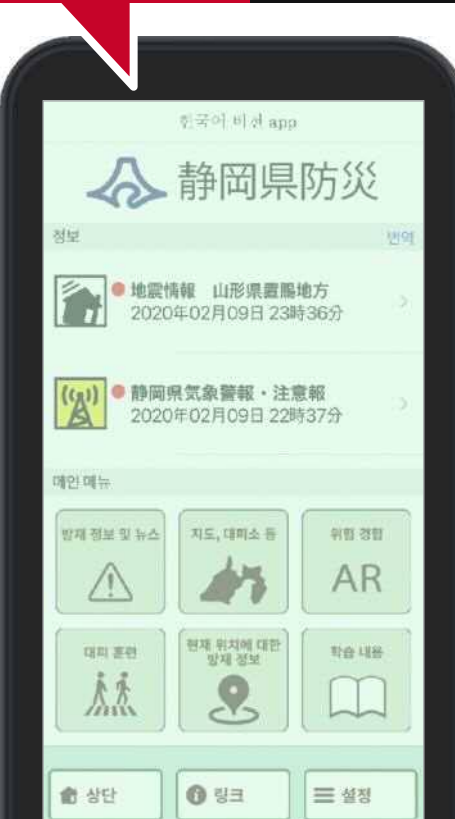 한국어 버전 app
静岡県防災
정보
번역
地震情報 山形県置賜地方
2020年02月09日 23時36分
静岡県気象警報・注意報
2020年02月09日 22時37分
메인 메뉴
방재 정보 및 뉴스
지도, 대피소 등
위험 경험
AR
대피 훈련
현재 위치에 대한
방재 정보
학습 내용
상단
링크
설정